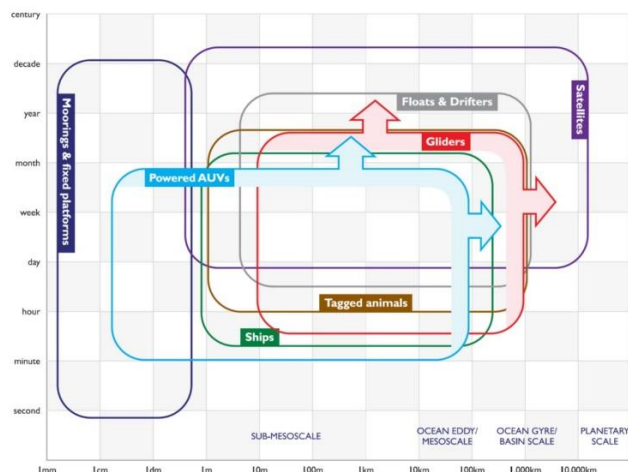 century
decade
year
month
week
day
hour
minute
second
Moorings & fixed platforms
Satellites
Floats & Drifters
Gliders
Powered AUVs
Tagged animals
Ships
SUB-MESOSCALE
OCEAN EDDY/
MESOSCALE
OCEAN GYRE/
BASIN SCALE
PLANETARY
SCALE
1mm
1cm
1dm
1m
10m
100m
1km
10km
100km
1,000km
10,000km